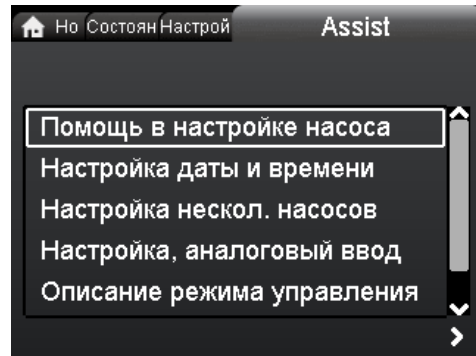 Но Состоян Настрой Assist
Помощь в настройке насоса
Настройка даты и времени
Настройка нескол. насосов
Настройка, аналоговый ввод
Описание режима управления